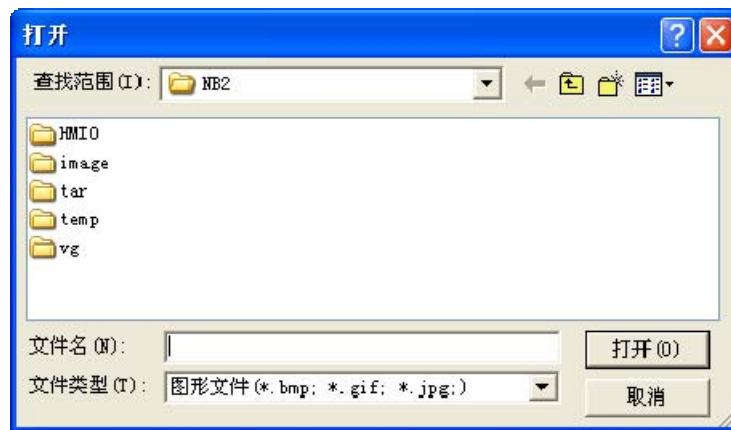 打开
查找范围(I): NB2
HMIO
image
tar
temp
vg
文件名(N):
打开(O)
文件类型(T): 图形文件(*.bmp; *.gif; *.jpg;)
取消